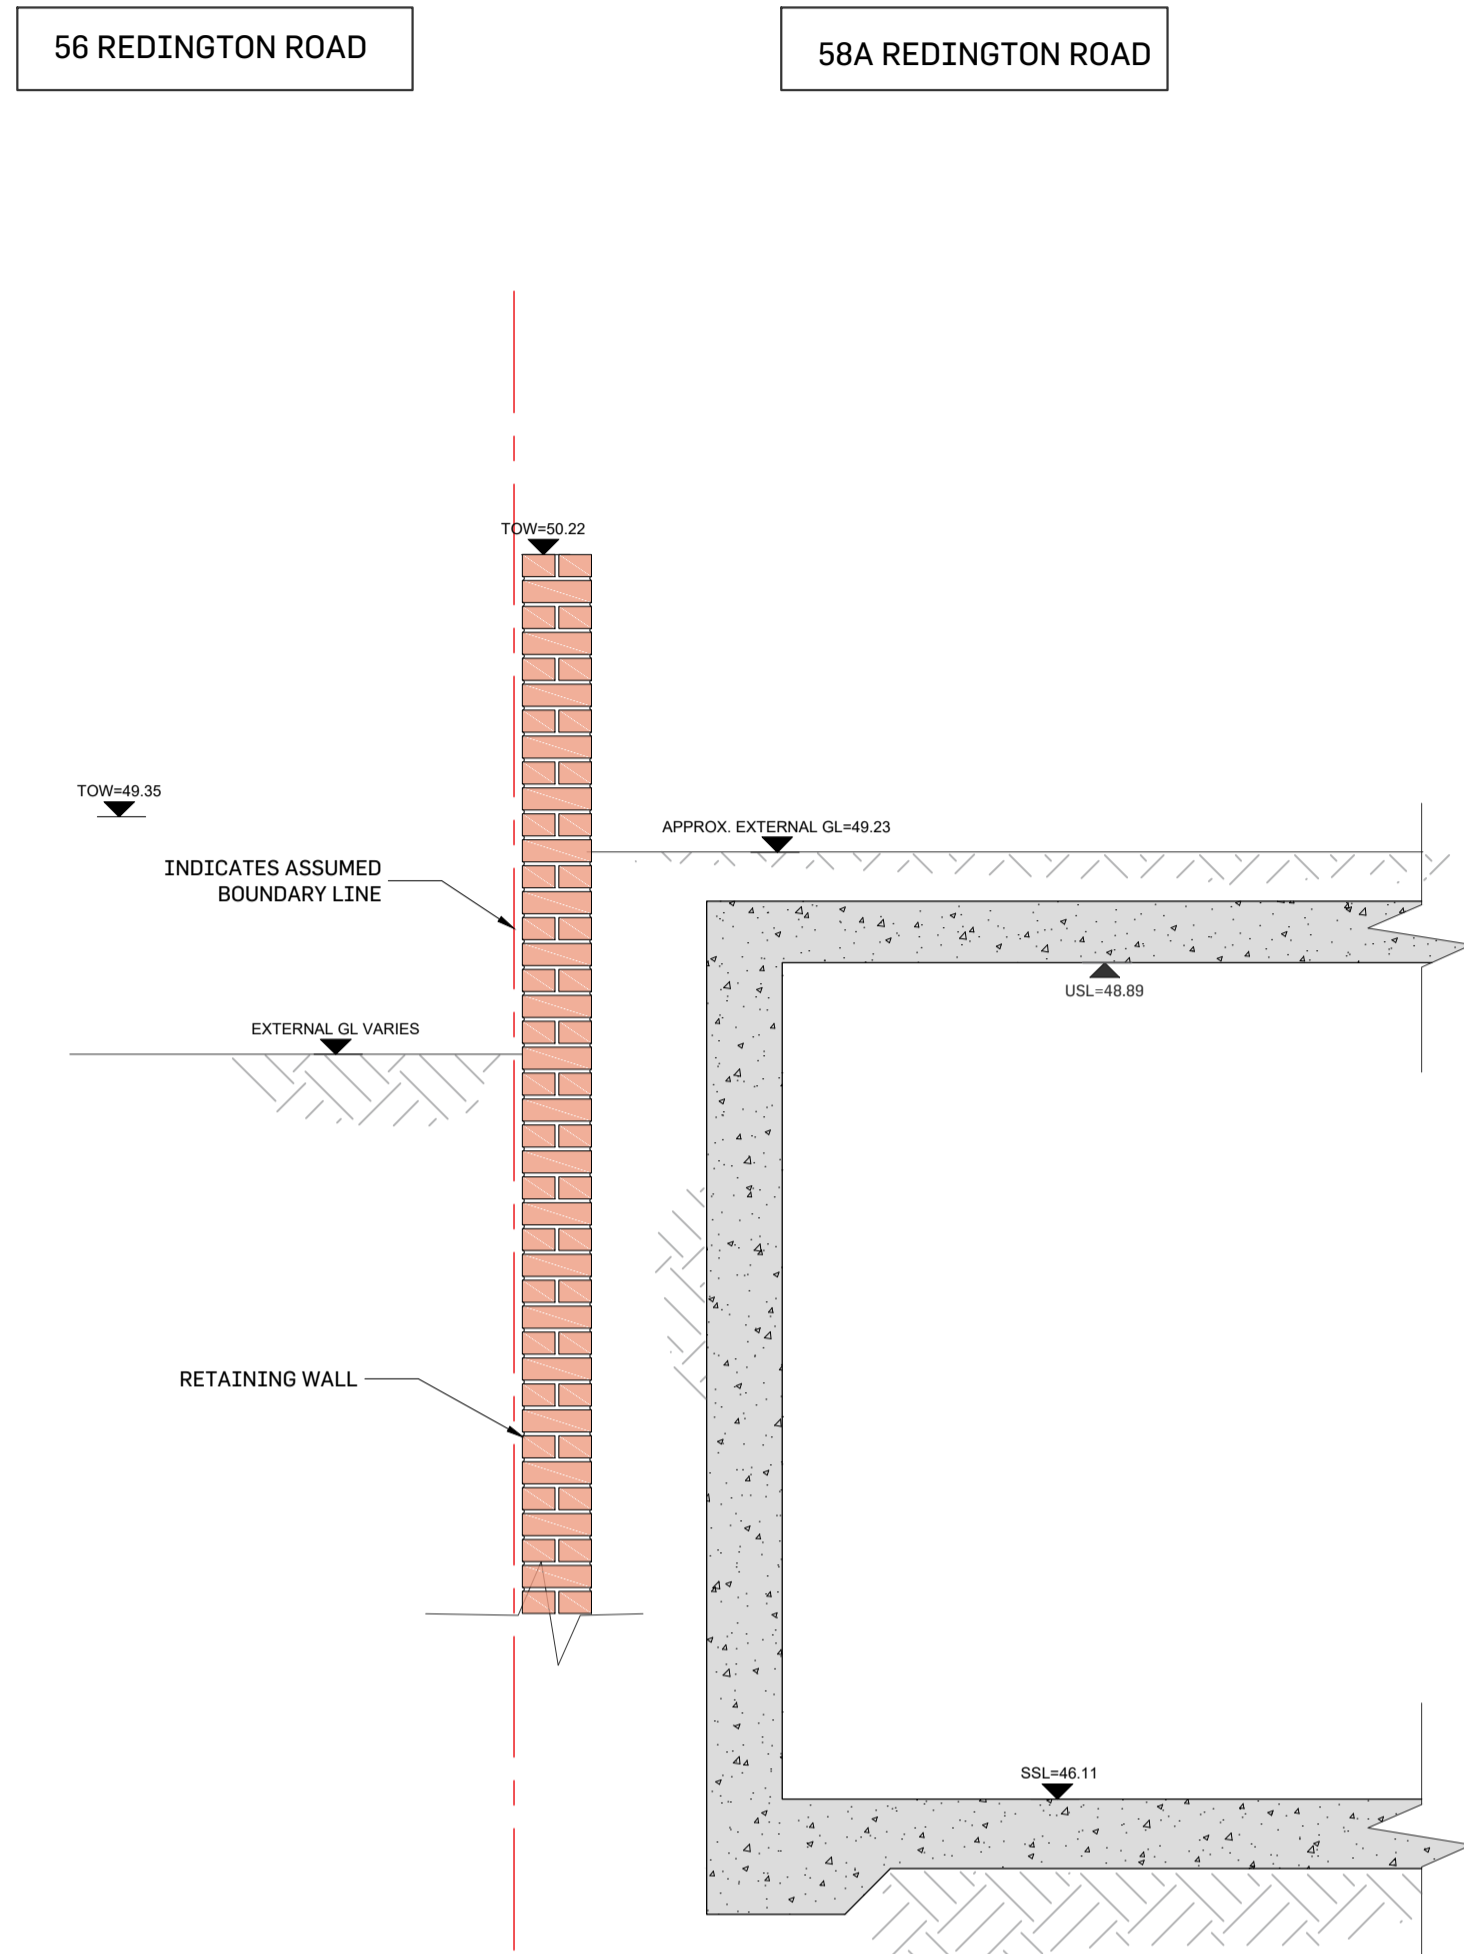 56 REDINGTON ROAD
58A REDINGTON ROAD
TOW=50.22
TOW=49.35
APPROX. EXTERNAL GL=49.23
INDICATES ASSUMED
BOUNDARY LINE
USL=48.89
EXTERNAL GL VARIES
RETAINING WALL
SSL=46.11